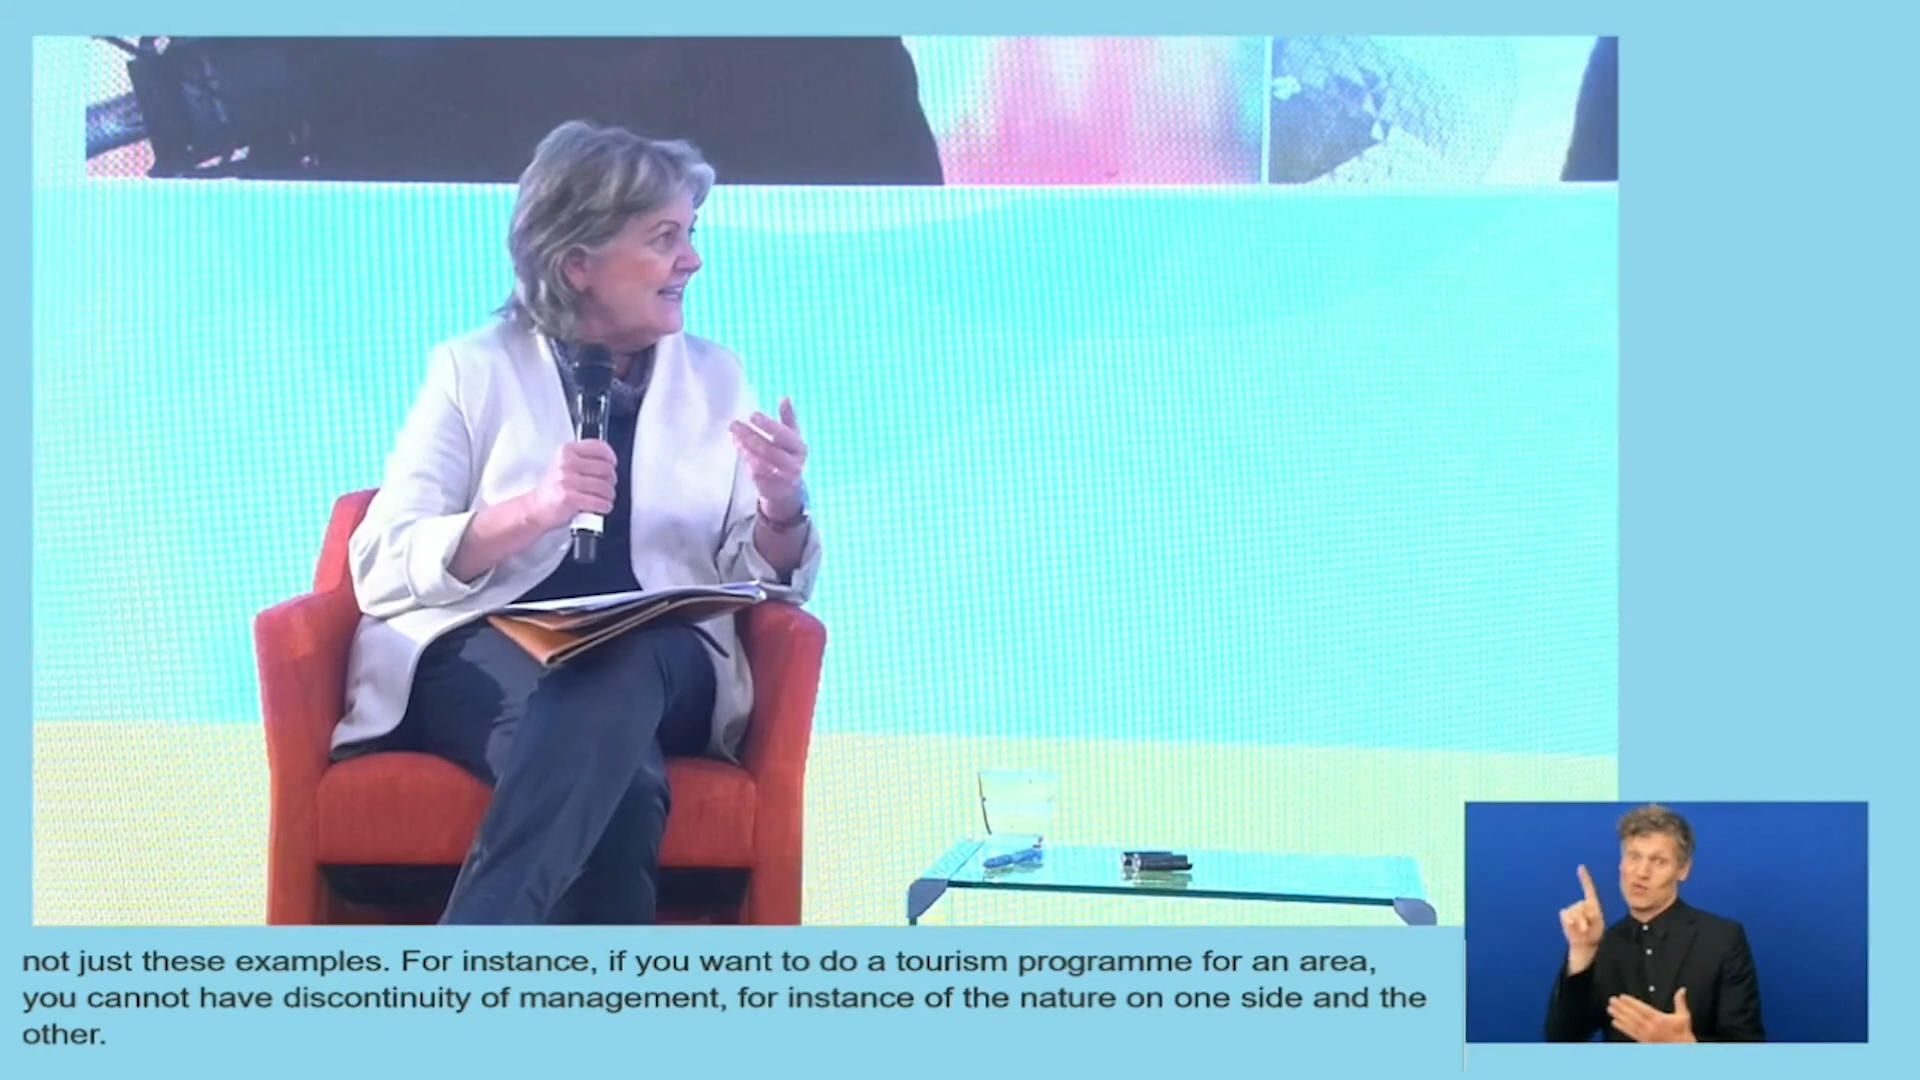 not just these examples. For instance, if you want to do a tourism programme for an area,
you cannot have discontinuity of management, for instance of the nature on one side and the
other.